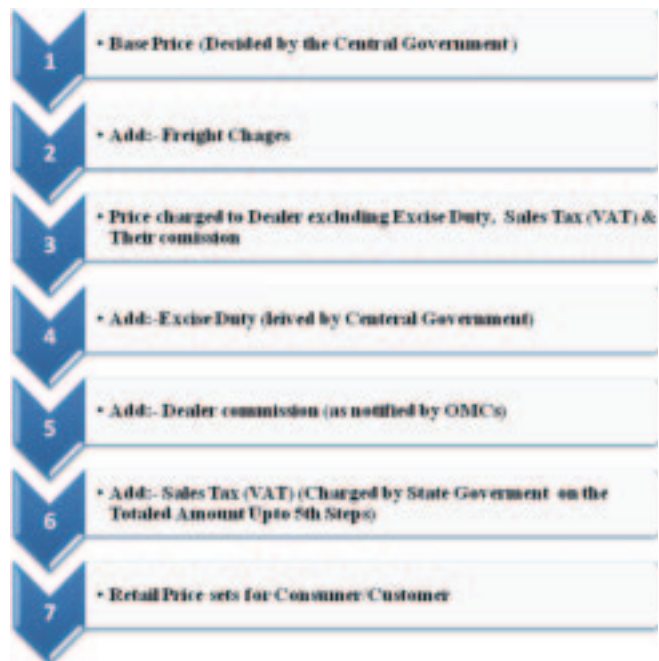 1
• Base Price (Decided by the Central Government )
2
• Add:- Freight Chages
3
• Price charged to Dealer excluding Excise Duty, Sales Tax (VAT) &
Their comission
4
• Add:-Excise Duty (leived by Centeral Government)
5
• Add:- Dealer commission (as notified by OMCs)
6
• Add:- Sales Tax (VAT) (Charged by State Goverment on the
Totaled Amount Upto 5th Steps)
7
• Retail Price sets for Consumer/Customer